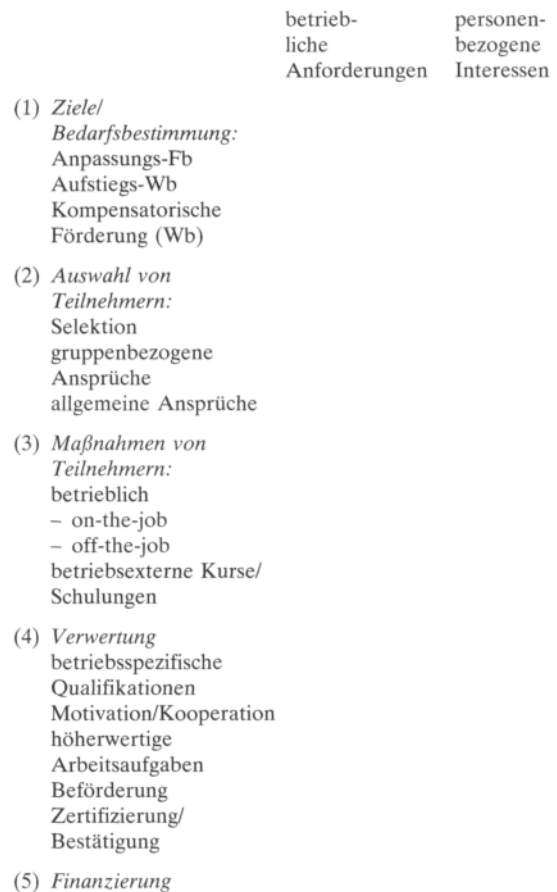 betrieb- personen-
liche bezogene
Anforderungen Interessen
(1) Ziele/
Bedarfsbestimmung:
Anpassungs-Fb
Aufstiegs-Wb
Kompensatorische
Förderung (Wb)
(2) Auswahl von
Teilnehmern:
Selektion
gruppenbezogene
Ansprüche
allgemeine Ansprüche
(3) Maßnahmen von
Teilnehmern:
betrieblich
– on-the-job
– off-the-job
betriebsexterne Kurse/
Schulungen
(4) Verwertung
betriebsspezifische
Qualifikationen
Motivation/Kooperation
höherwertige
Arbeitsaufgaben
Beförderung
Zertifizierung/
Bestätigung
(5) Finanzierung